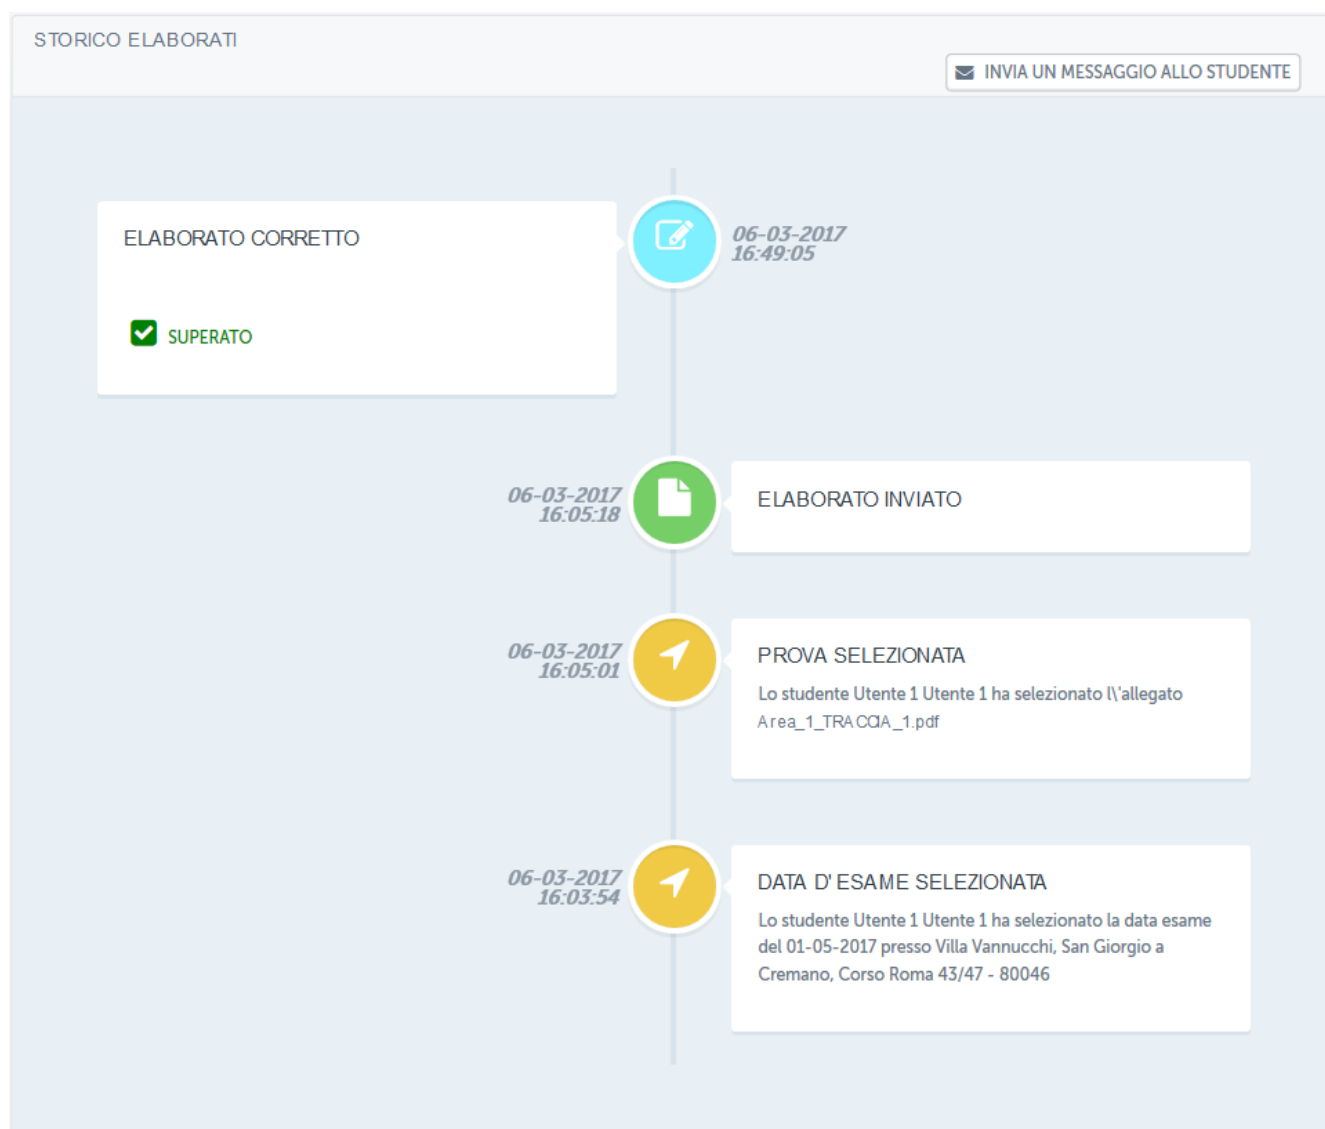 STORICO ELABORATI
INVIA UN MESSAGGIO ALLO STUDENTE
ELABORATO CORRETTO
06-03-2017
16:49:05
SUPERATO
06-03-2017
16:05:18
ELABORATO INVIATO
06-03-2017
16:05:01
PROVA SELEZIONATA
Lo studente Utente 1 Utente 1 ha selezionato l\'allegato
Area_1_TRACCIA_1.pdf
06-03-2017
16:03:54
DATA D'ESAME SELEZIONATA
Lo studente Utente 1 Utente 1 ha selezionato la data esame
del 01-05-2017 presso Villa Vannucchi, San Giorgio a
Cremano, Corso Roma 43/47 - 80046